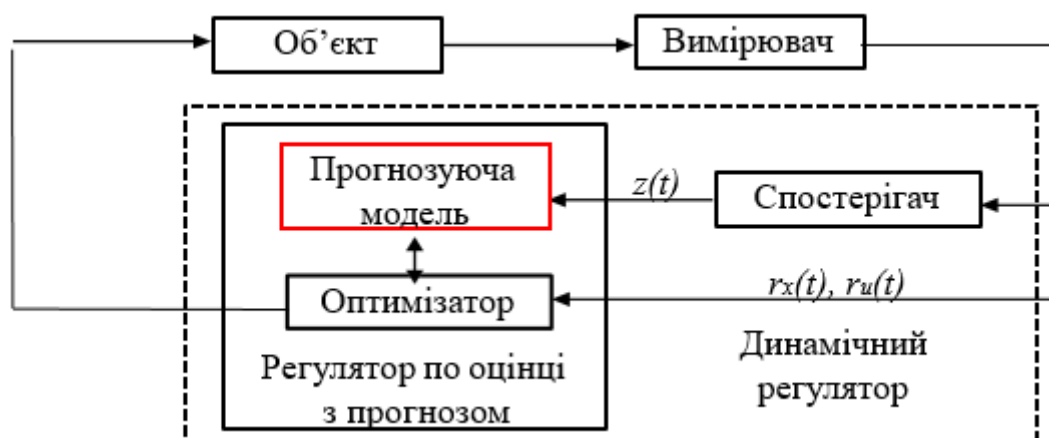 Об’єкт
Вимірювач
Прогнозуюча
модель
z(t)
Спостерігач
Оптимізатор
rx(t), ru(t)
Регулятор по оцінці
з прогнозом
Динамічний
регулятор